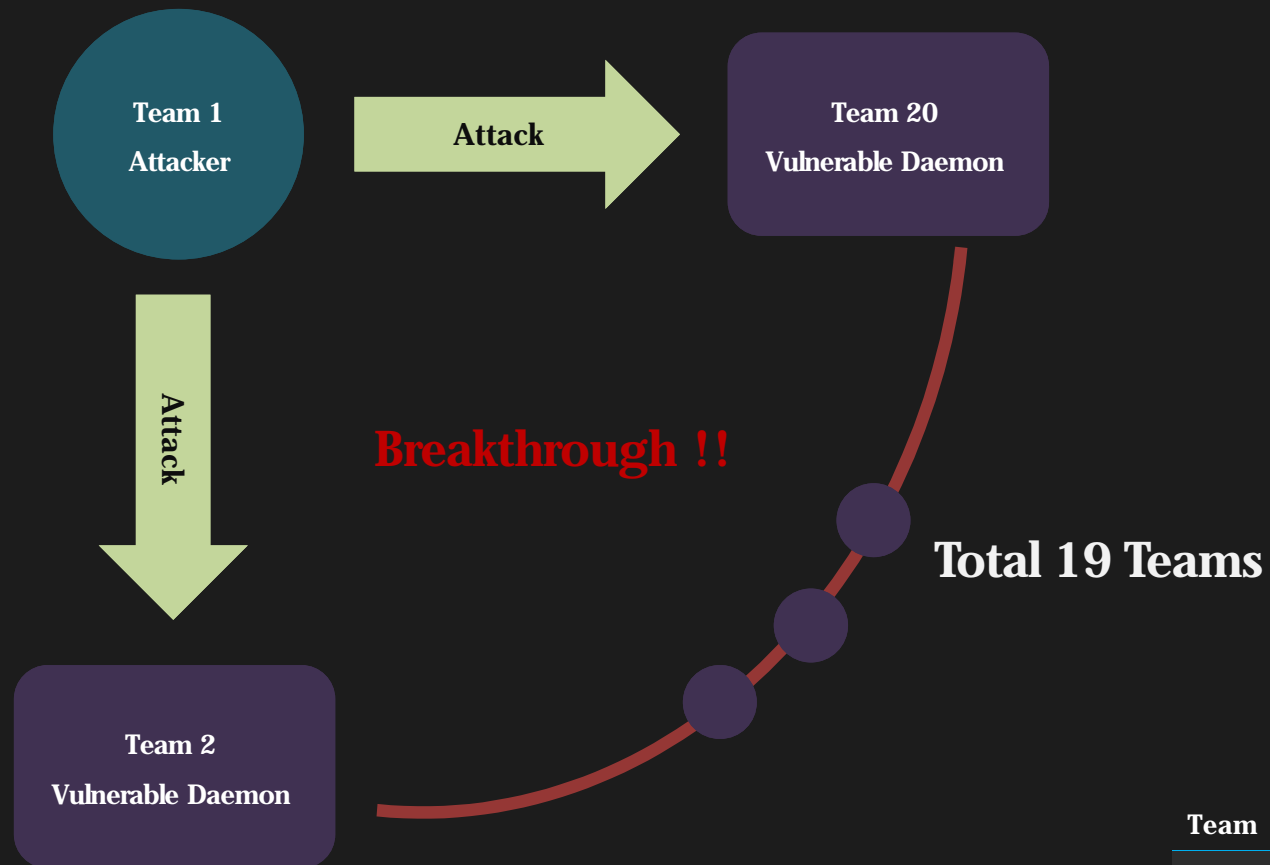 Team 1
Attacker
Attack
Team 20
Vulnerable Daemon
Attack
Breakthrough !!
Total 19 Teams
Team 2
Vulnerable Daemon
Team